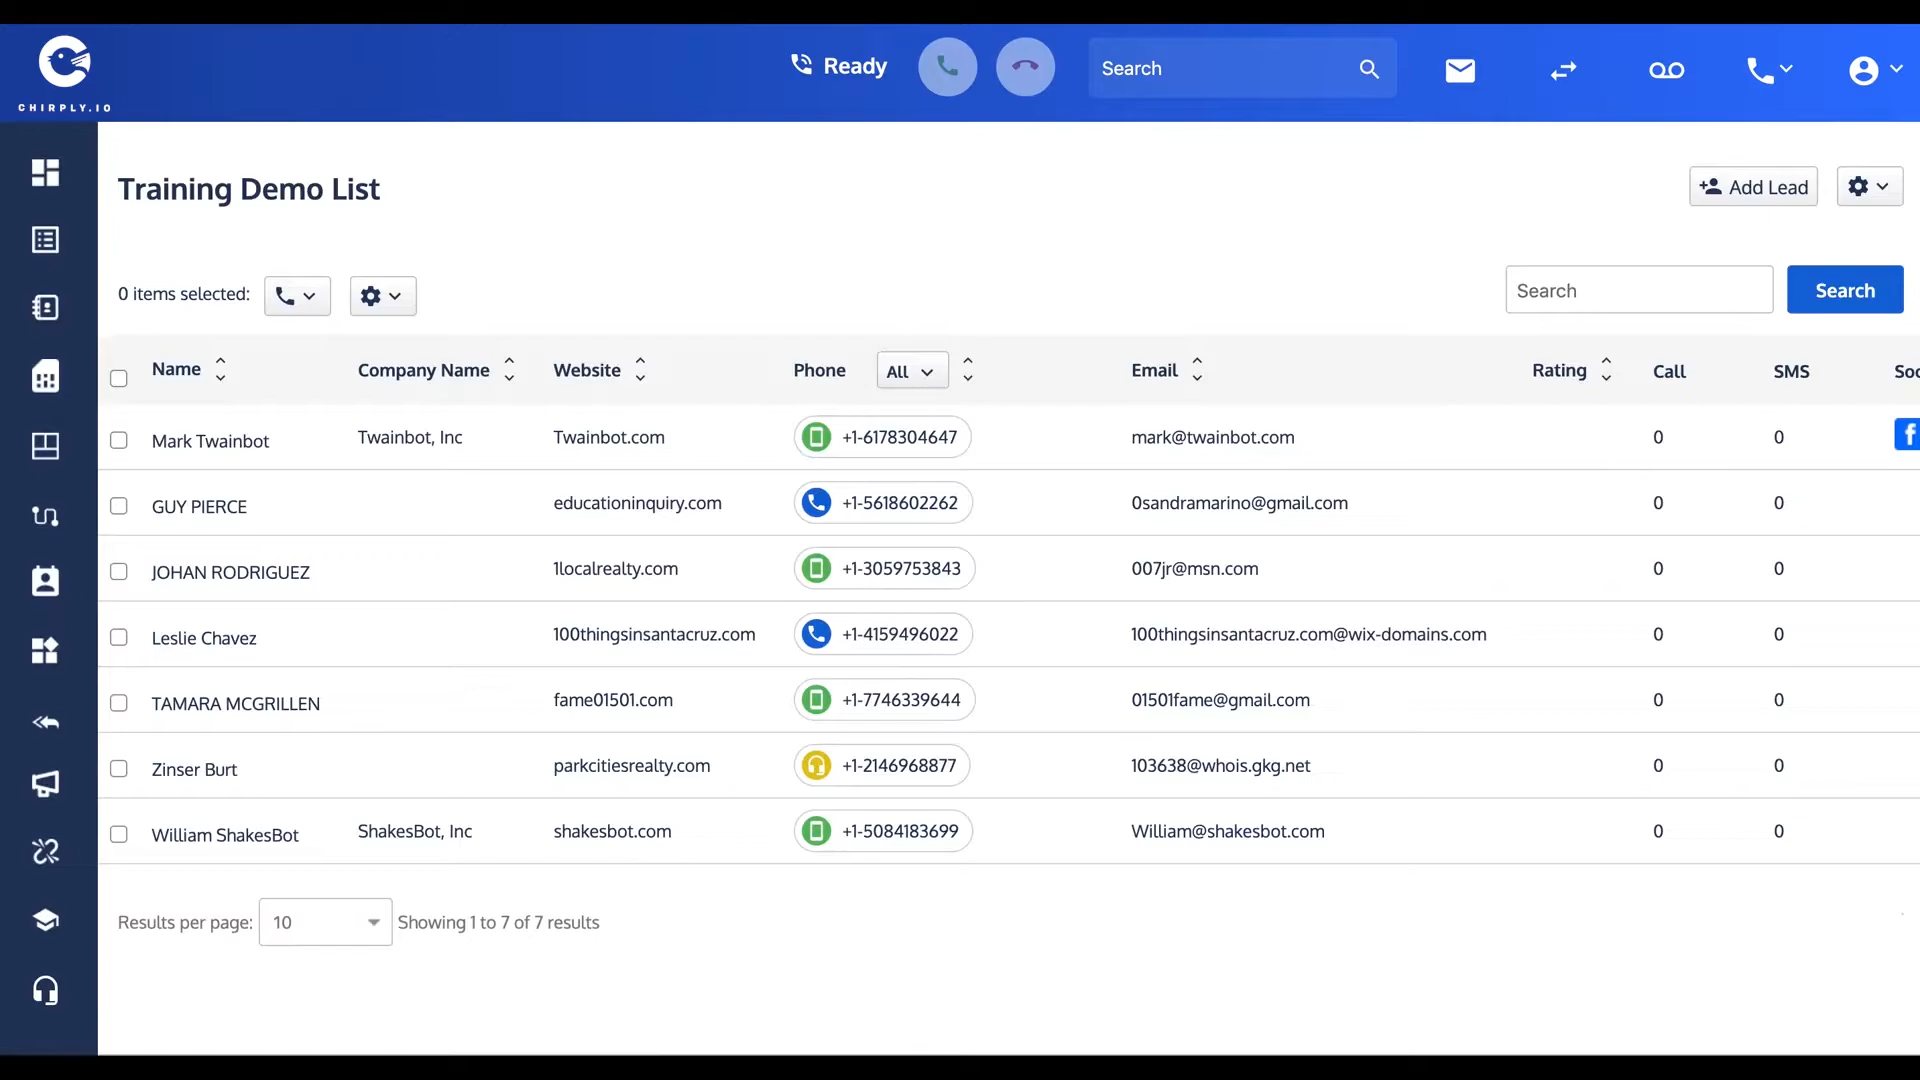 Ready
Search
CHIRPLY.IO
Training Demo List
Add Lead
0 items selected:
Search
Search
Name Company Name Website Phone All Email Rating Call SMS Soc
Mark Twainbot Twainbot, Inc Twainbot.com +1-6178304647 mark@twainbot.com 0 0
GUY PIERCE educationinquiry.com +1-5618602262 0sandramarino@gmail.com 0 0
JOHAN RODRIGUEZ 1localrealty.com +1-3059753843 007jr@msn.com 0 0
Leslie Chavez 100thingsinsantacruz.com +1-4159496022 100thingsinsantacruz.com@wix-domains.com 0 0
TAMARA MCGRILLEN fame01501.com +1-7746339644 01501fame@gmail.com 0 0
Zinser Burt parkcitiesrealty.com +1-2146968877 103638@whois.gkg.net 0 0
William ShakesBot ShakesBot, Inc shakesbot.com +1-5084183699 William@shakesbot.com 0 0
Results per page: 10 Showing 1 to 7 of 7 results